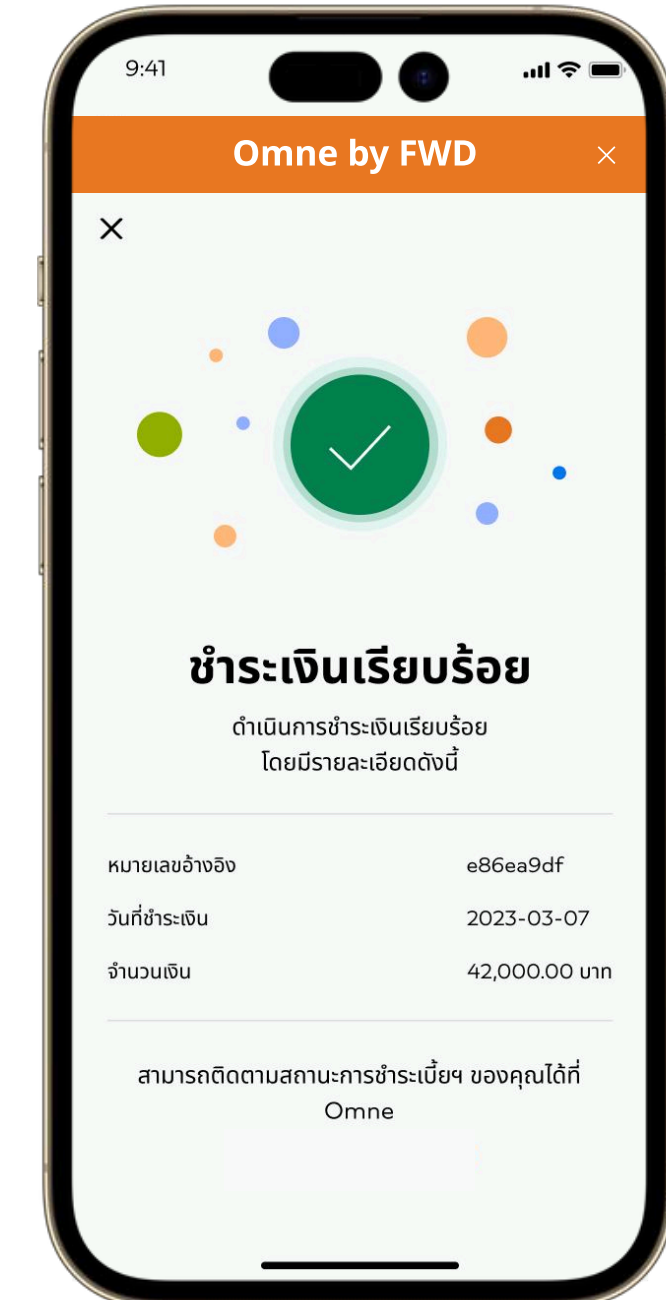 9:41
Omne by FWD
ชำระเงินเรียบร้อย
ดำเนินการชำระเงินเรียบร้อย
โดยมีรายละเอียดดังนี้
หมายเลขอ้างอิง e86ea9df
วันที่ชำระเงิน 2023-03-07
จำนวนเงิน 42,000.00 บาท
สามารถติดตามสถานะการชำระเบี้ยฯ ของคุณได้ที่
Omne